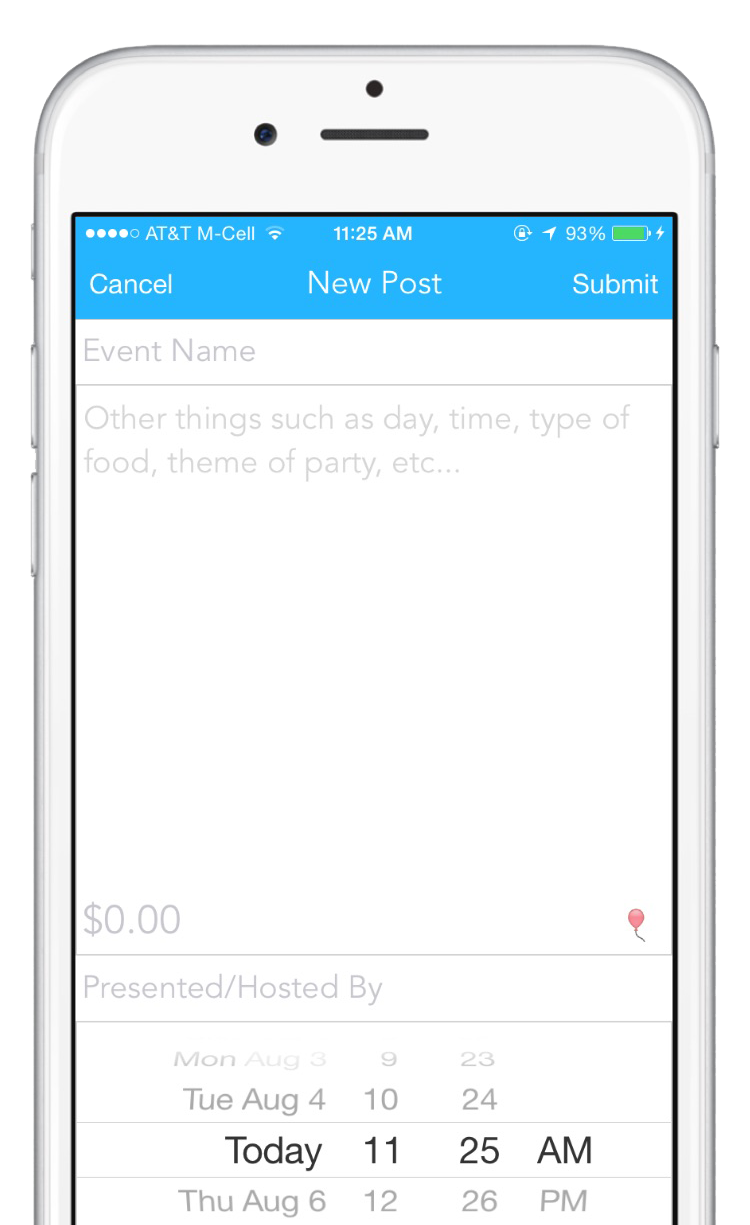 AT&T M-Cell 11:25 AM 93%
Cancel New Post Submit
Event Name
Other things such as day, time, type of
food, theme of party, etc...
$0.00
Presented/Hosted By
Mon Aug 3 9 23
Tue Aug 4 10 24
Today 11 25 AM
Thu Aug 6 12 26 PM